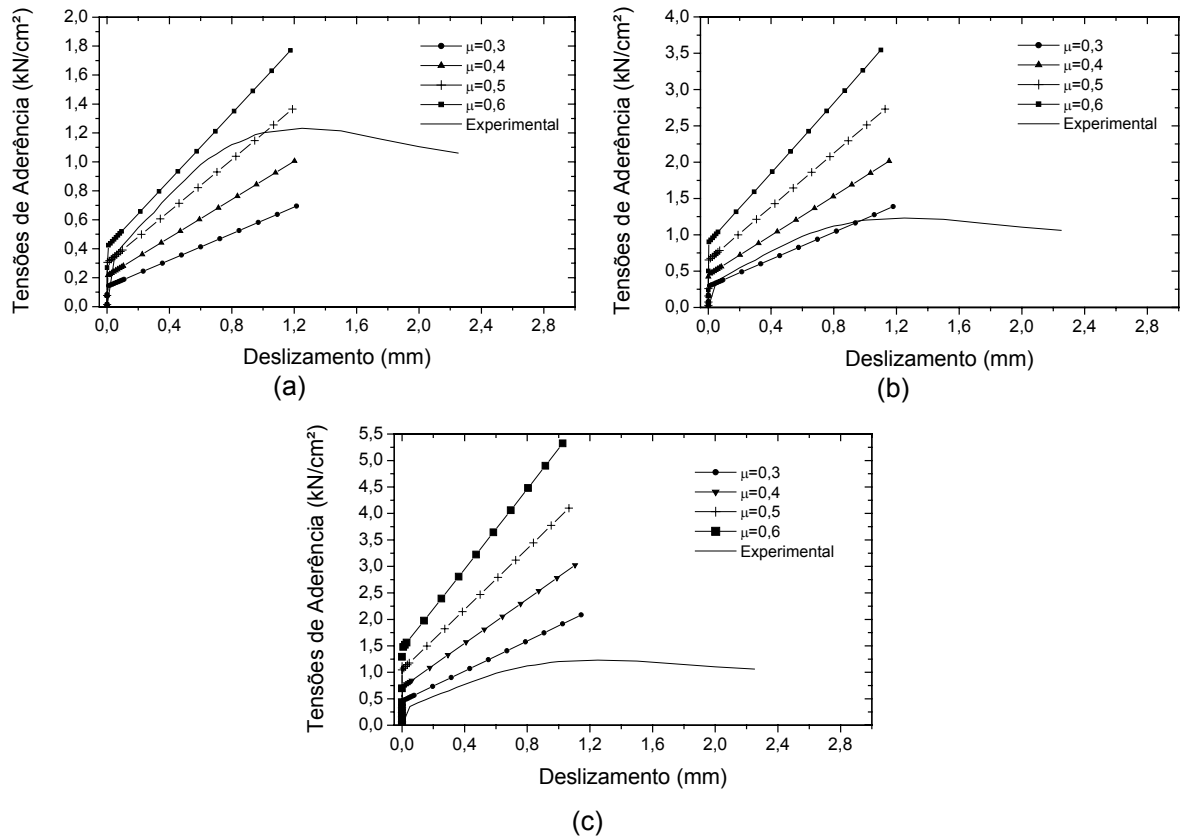 Tensões de Aderência (kN/cm²)
2,0
1,8
1,6
1,4
1,2
1,0
0,8
0,6
0,4
0,2
0,0
0,0 0,4 0,8 1,2 1,6 2,0 2,4 2,8
Deslizamento (mm)
μ=0,3
μ=0,4
μ=0,5
μ=0,6
Experimental
(a)
Tensões de Aderência (kN/cm²)
4,0
3,5
3,0
2,5
2,0
1,5
1,0
0,5
0,0
0,0 0,4 0,8 1,2 1,6 2,0 2,4 2,8
Deslizamento (mm)
μ=0,3
μ=0,4
μ=0,5
μ=0,6
Experimental
(b)
Tensões de Aderência (kN/cm²)
5,5
5,0
4,5
4,0
3,5
3,0
2,5
2,0
1,5
1,0
0,5
0,0
0,0 0,4 0,8 1,2 1,6 2,0 2,4 2,8
Deslizamento (mm)
μ=0,3
μ=0,4
μ=0,5
μ=0,6
Experimental
(c)